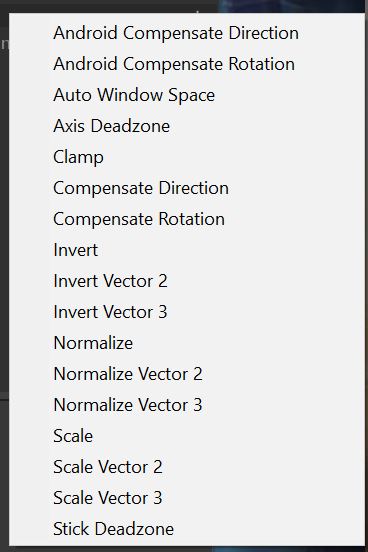 Android Compensate Direction
Android Compensate Rotation
Auto Window Space
Axis Deadzone
Clamp
Compensate Direction
Compensate Rotation
Invert
Invert Vector 2
Invert Vector 3
Normalize
Normalize Vector 2
Normalize Vector 3
Scale
Scale Vector 2
Scale Vector 3
Stick Deadzone